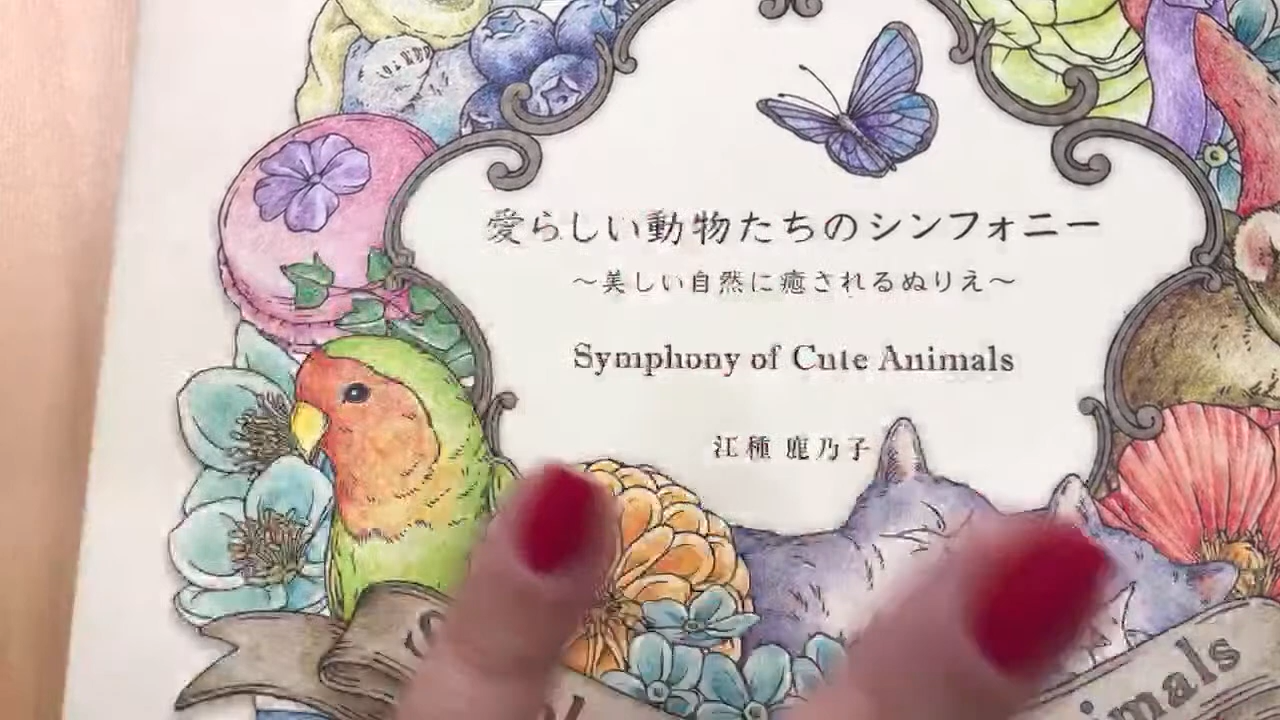 愛らしい動物たちのシンフォニー
～美しい自然に癒されるぬりえ～
Symphony of Cute Animals
江種 鹿乃子
imals